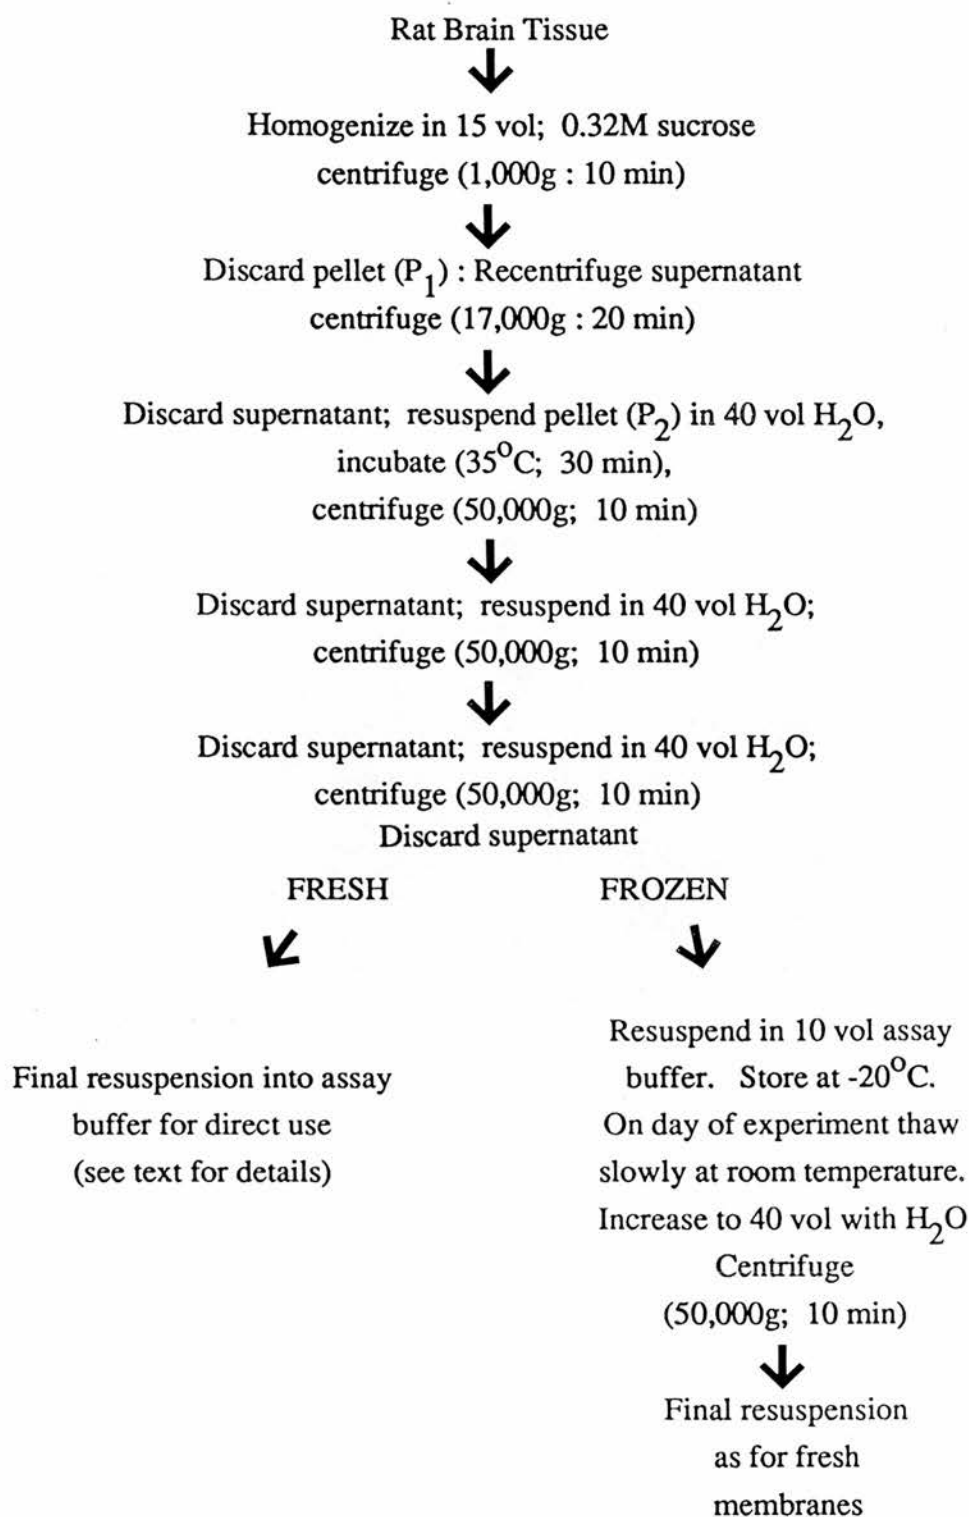 Rat Brain Tissue
Homogenize in 15 vol; 0.32M sucrose
centrifuge (1,000g : 10 min)
Discard pellet (P1) : Recentrifuge supernatant
centrifuge (17,000g : 20 min)
Discard supernatant; resuspend pellet (P2) in 40 vol H2O,
incubate (35°C; 30 min),
centrifuge (50,000g; 10 min)
Discard supernatant; resuspend in 40 vol H2O;
centrifuge (50,000g; 10 min)
Discard supernatant; resuspend in 40 vol H2O;
centrifuge (50,000g; 10 min)
Discard supernatant
FRESH
Final resuspension into assay
buffer for direct use
(see text for details)
FROZEN
Resuspend in 10 vol assay
buffer. Store at -20°C.
On day of experiment thaw
slowly at room temperature.
Increase to 40 vol with H2O
Centrifuge
(50,000g; 10 min)
Final resuspension
as for fresh
membranes